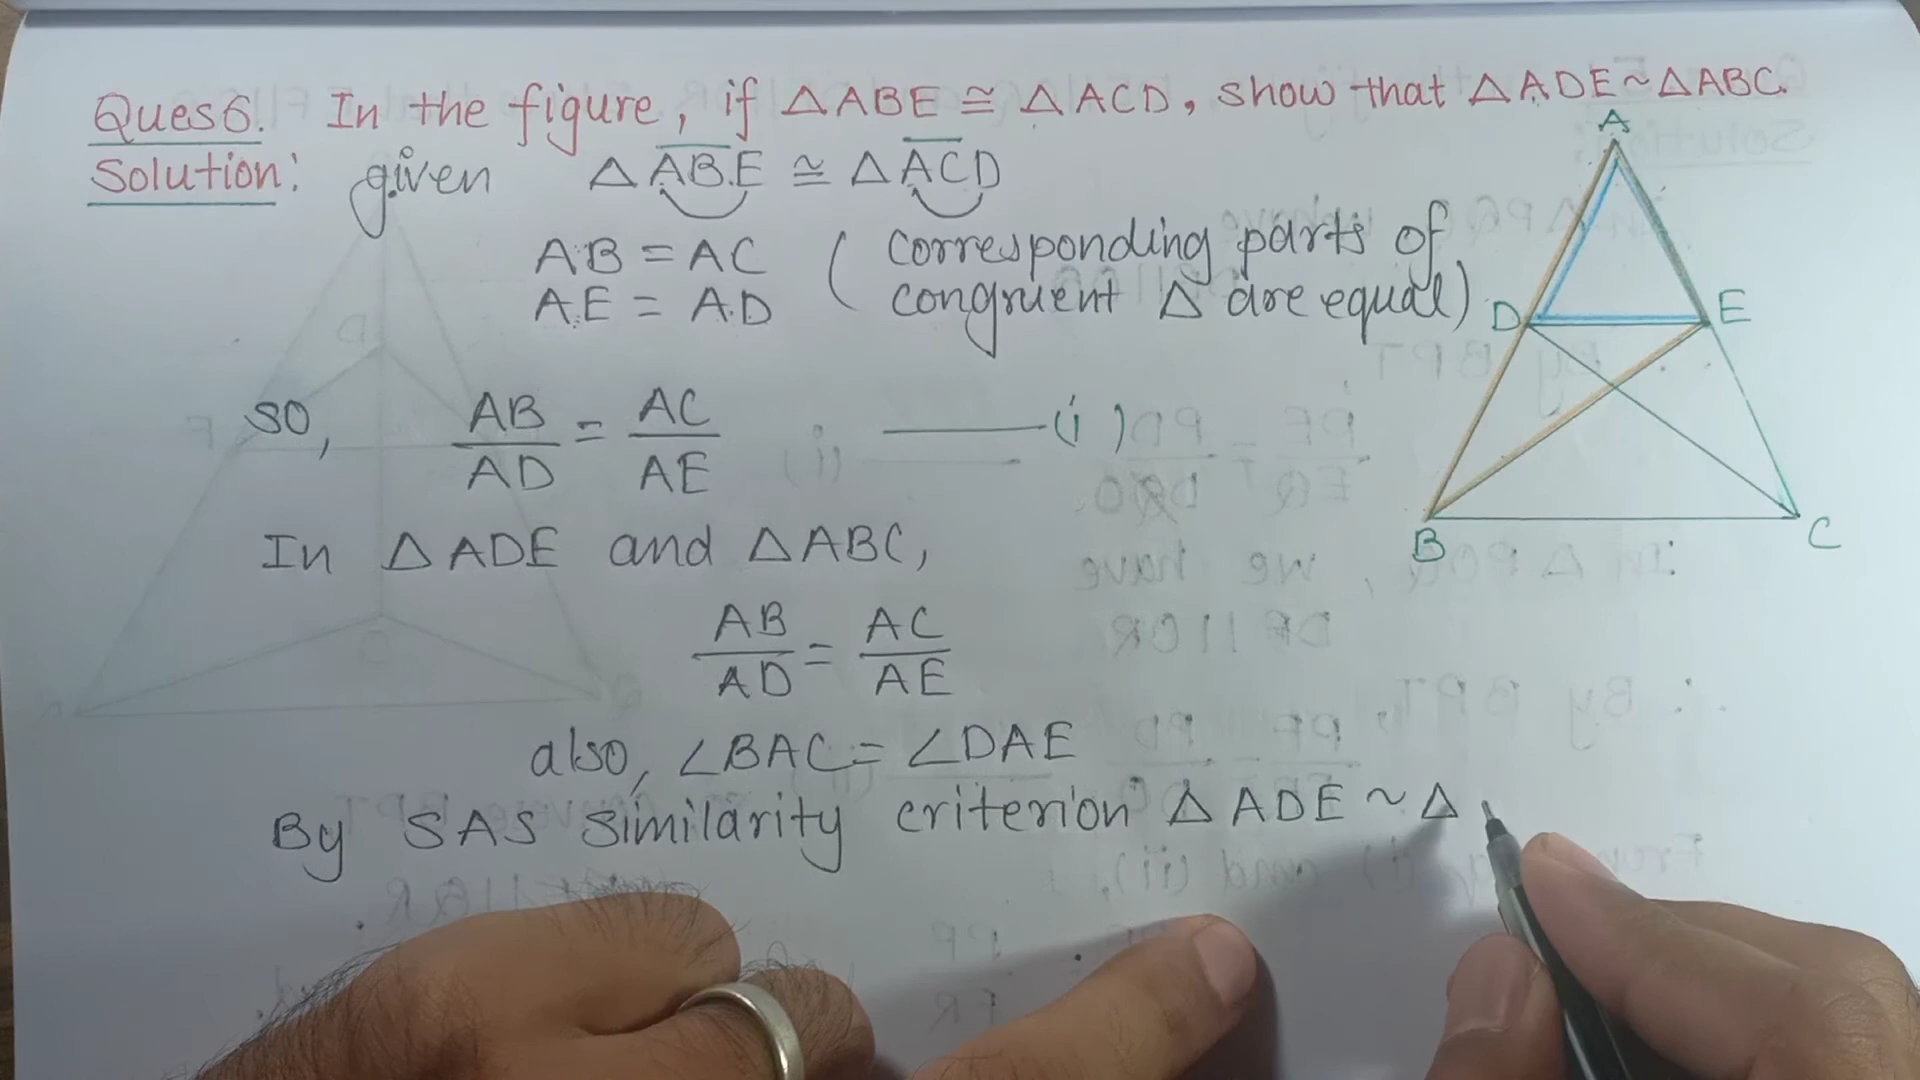 Ques 6. In the figure, if △ABE ≅ △ACD, show that △ADE ~ △ABC.
Solution: given △ABE ≅ △ACD
AB = AC ( Corresponding parts of
AE = AD congruent △ are equal)
so, AB/AD = AC/AE —— (i)
In △ADE and △ABC,
AB/AD = AC/AE
also, ∠BAC = ∠DAE
By SAS similarity criterion △ADE ~ △
A
D
E
B
C